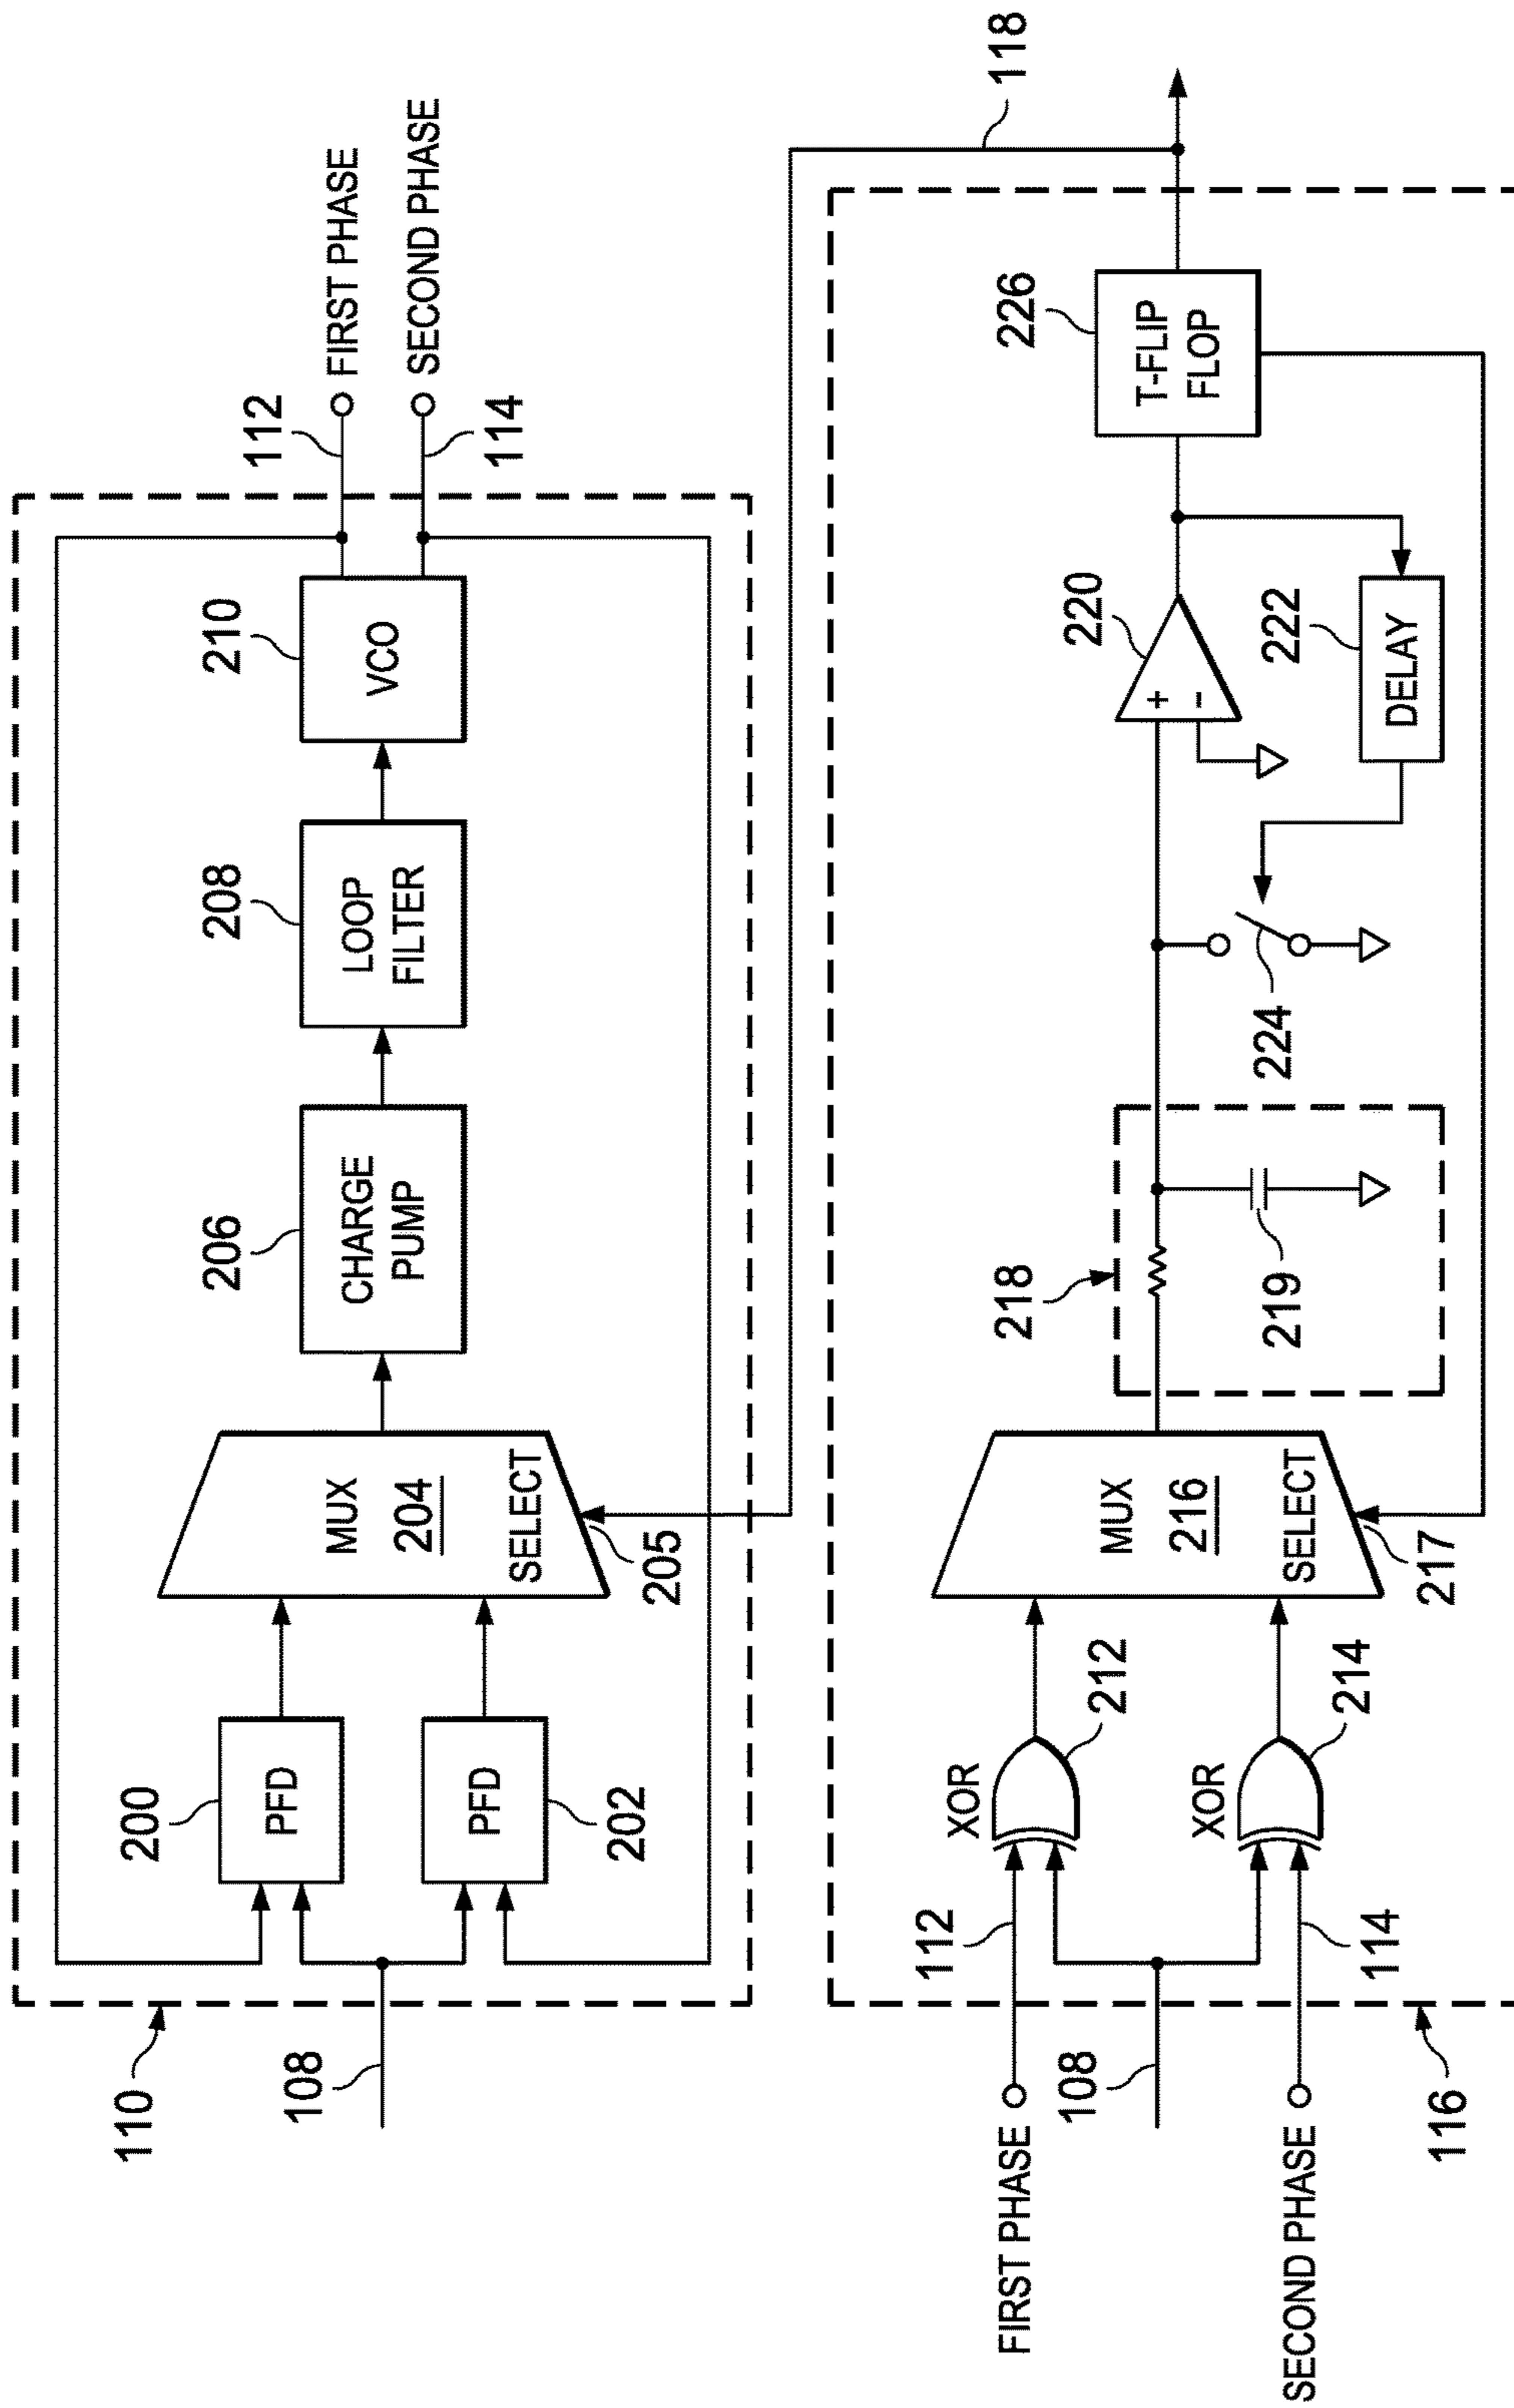 110
108
200
PFD
PFD
202
MUX
204
SELECT
205
206
CHARGE
PUMP
208
LOOP
FILTER
210
VCO
112
FIRST PHASE
SECOND PHASE
114
118
FIRST PHASE
112
108
SECOND PHASE
114
116
XOR
212
XOR
214
MUX
216
SELECT
217
218
219
224
220
+
-
222
DELAY
226
T-FLIP
FLOP